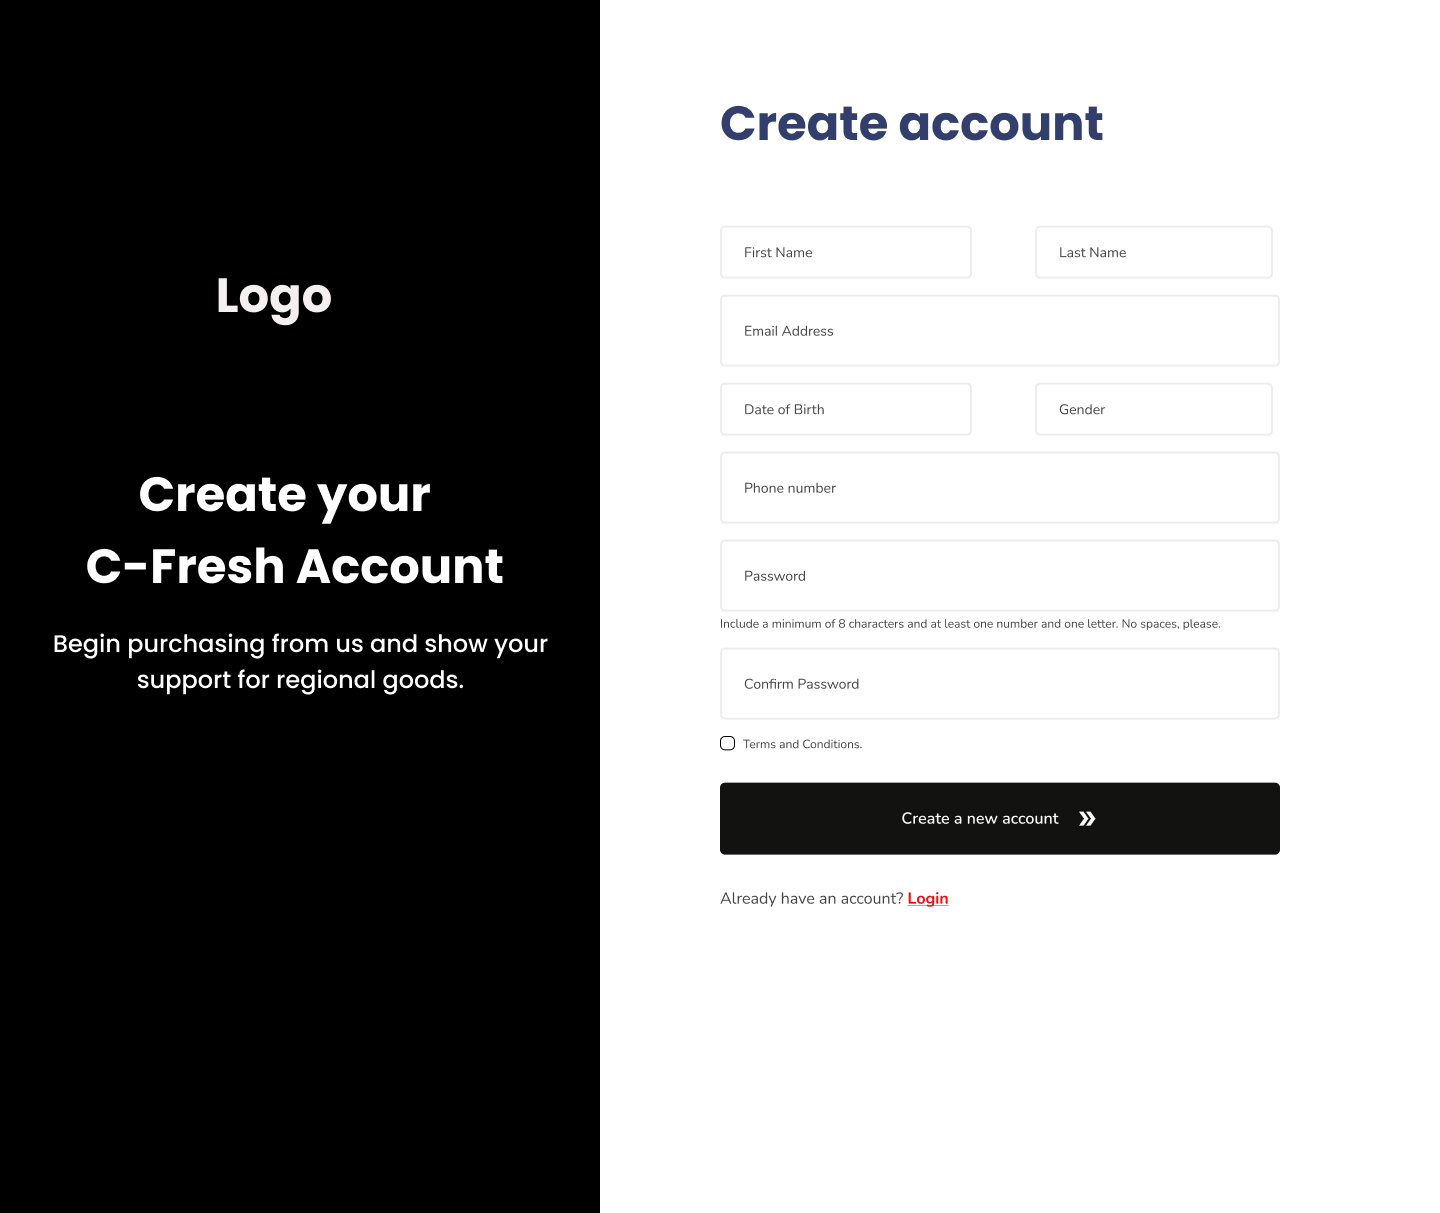 Logo
Create your
C-Fresh Account
Begin purchasing from us and show your
support for regional goods.
Create account
First Name
Last Name
Email Address
Date of Birth
Gender
Phone number
Password
Include a minimum of 8 characters and at least one number and one letter. No spaces, please.
Confirm Password
Terms and Conditions.
Create a new account
Already have an account? Login